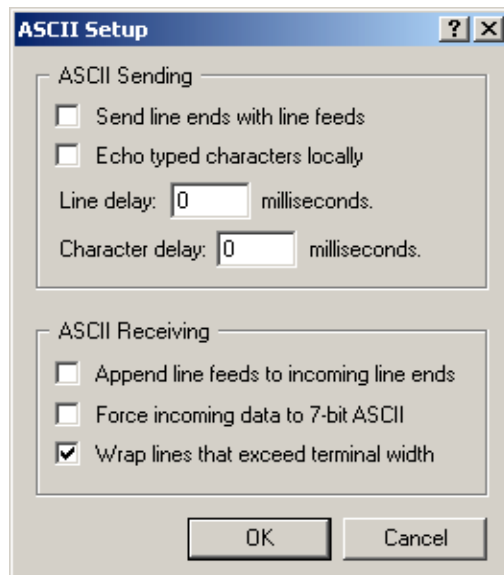 ASCII Setup
ASCII Sending
Send line ends with line feeds
Echo typed characters locally
Line delay: 0 milliseconds.
Character delay: 0 milliseconds.
ASCII Receiving
Append line feeds to incoming line ends
Force incoming data to 7-bit ASCII
Wrap lines that exceed terminal width
OK Cancel